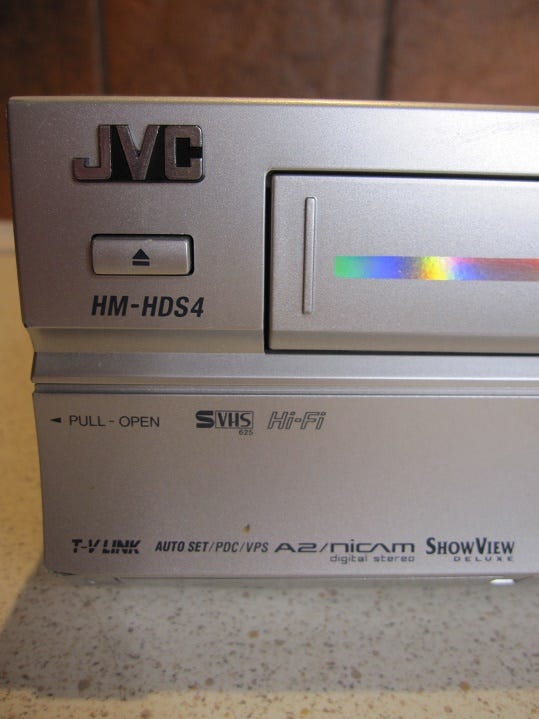 JVC
HM-HDS4
PULL-OPEN
SVHS Hi-Fi
625
T-V LINK AUTO SET/PDC/VPS A2/nicam SHOWVIEW
digital stereo DELUXE